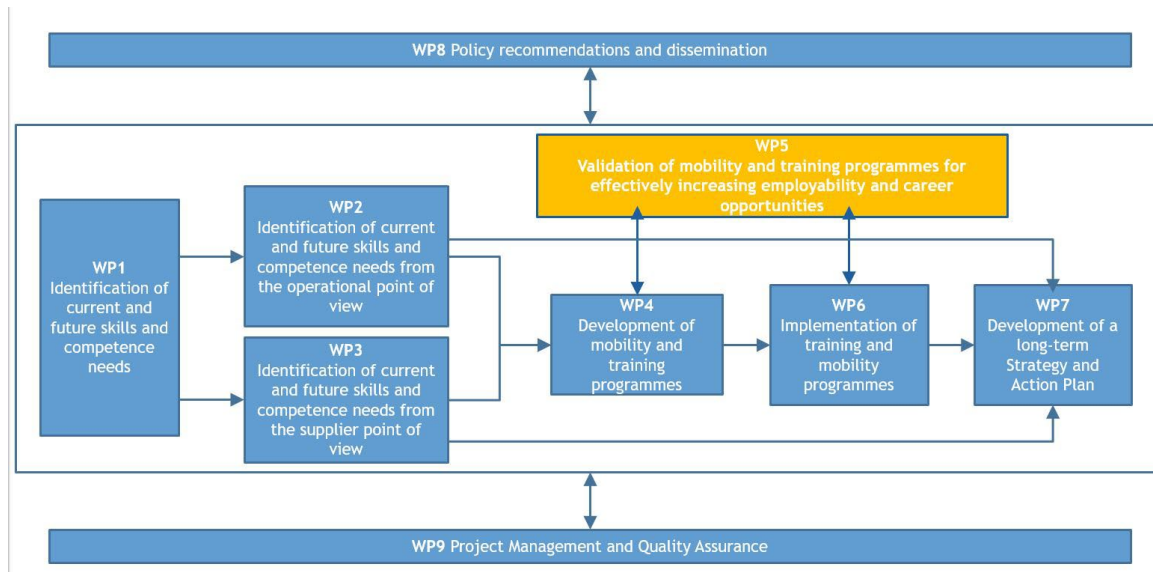 WP8 Policy recommendations and dissemination
WP5
Validation of mobility and training programmes for
effectively increasing employability and career
opportunities
WP1
Identification of
current and
future skills and
competence
needs
WP2
Identification of current
and future skills and
competence needs from
the operational point of
view
WP3
Identification of current
and future skills and
competence needs from
the supplier point of
view
WP4
Development of
mobility and
training
programmes
WP6
Implementation of
training and
mobility
programmes
WP7
Development of a
long-term
Strategy and
Action Plan
WP9 Project Management and Quality Assurance